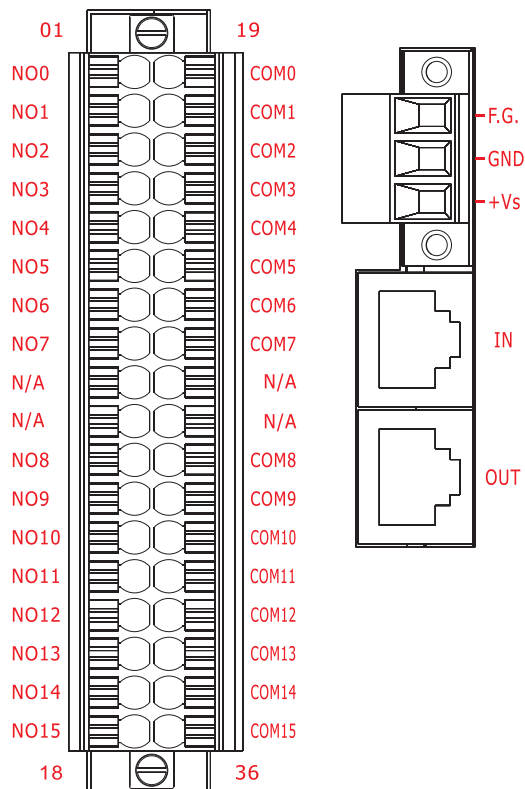 01 19
NO0 COM0
NO1 COM1
NO2 COM2
NO3 COM3
NO4 COM4
NO5 COM5
NO6 COM6
NO7 COM7
N/A N/A
N/A N/A
NO8 COM8
NO9 COM9
NO10 COM10
NO11 COM11
NO12 COM12
NO13 COM13
NO14 COM14
NO15 COM15
18 36
F.G.
GND
+Vs
IN
OUT